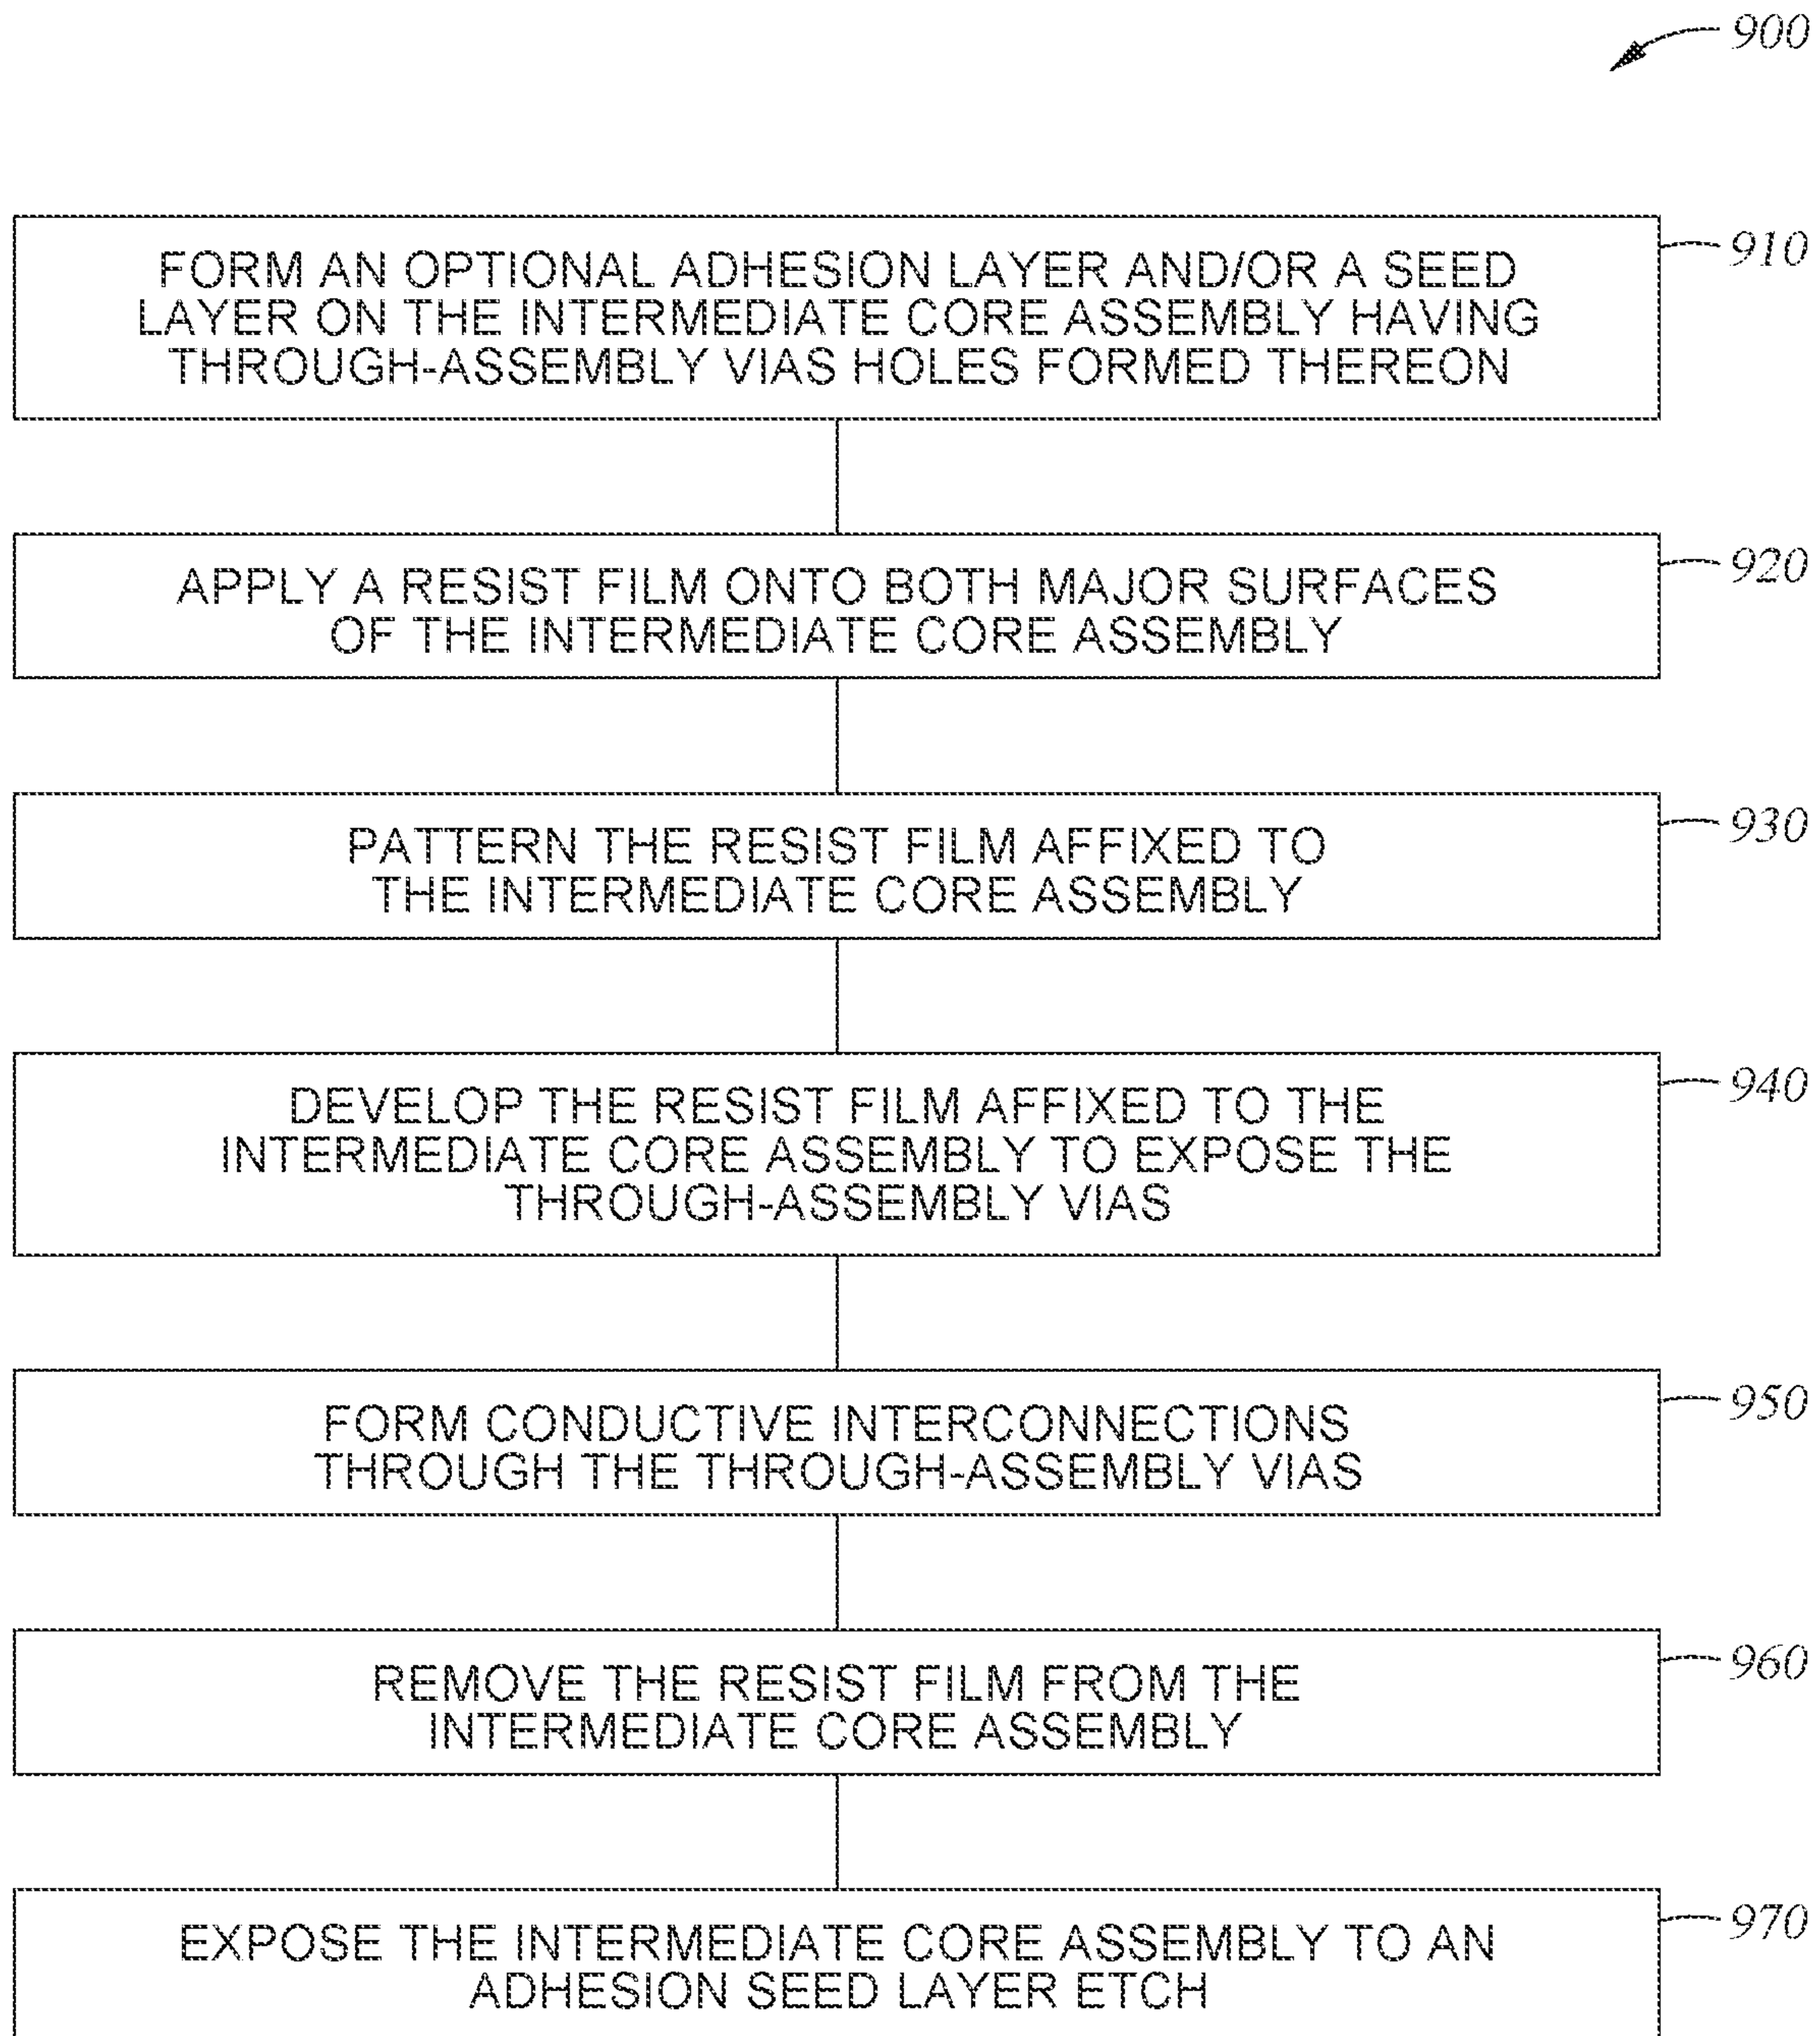 900
FORM AN OPTIONAL ADHESION LAYER AND/OR A SEED
LAYER ON THE INTERMEDIATE CORE ASSEMBLY HAVING
THROUGH-ASSEMBLY VIAS HOLES FORMED THEREON
910
APPLY A RESIST FILM ONTO BOTH MAJOR SURFACES
OF THE INTERMEDIATE CORE ASSEMBLY
920
PATTERN THE RESIST FILM AFFIXED TO
THE INTERMEDIATE CORE ASSEMBLY
930
DEVELOP THE RESIST FILM AFFIXED TO THE
INTERMEDIATE CORE ASSEMBLY TO EXPOSE THE
THROUGH-ASSEMBLY VIAS
940
FORM CONDUCTIVE INTERCONNECTIONS
THROUGH THE THROUGH-ASSEMBLY VIAS
950
REMOVE THE RESIST FILM FROM THE
INTERMEDIATE CORE ASSEMBLY
960
EXPOSE THE INTERMEDIATE CORE ASSEMBLY TO AN
ADHESION SEED LAYER ETCH
970